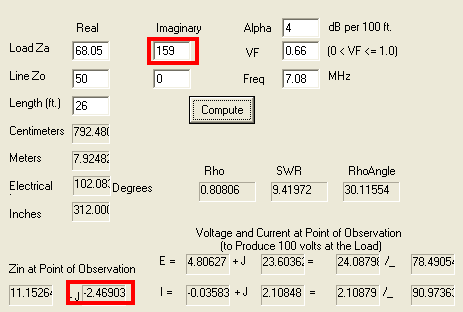 Real Imaginary Alpha 4 dB per 100 ft.
Load Za 68.05 159 VF 0.66 (0 < VF <= 1.0)
Line Zo 50 0 Freq 7.08 MHz
Length (ft.) 26
Compute
Centimeters 792.480
Meters 7.92482
Electrical 102.083 Degrees
Rho SWR RhoAngle
0.80806 9.41972 30.11554
Inches 312.000
Voltage and Current at Point of Observation
(to Produce 100 volts at the Load)
Zin at Point of Observation
E = 4.80627 + J 23.60362 = 24.08798 /_ 78.49054
11.15264 - J -2.46903
I = -0.03583 + J 2.10848 = 2.10879 /_ 90.97363